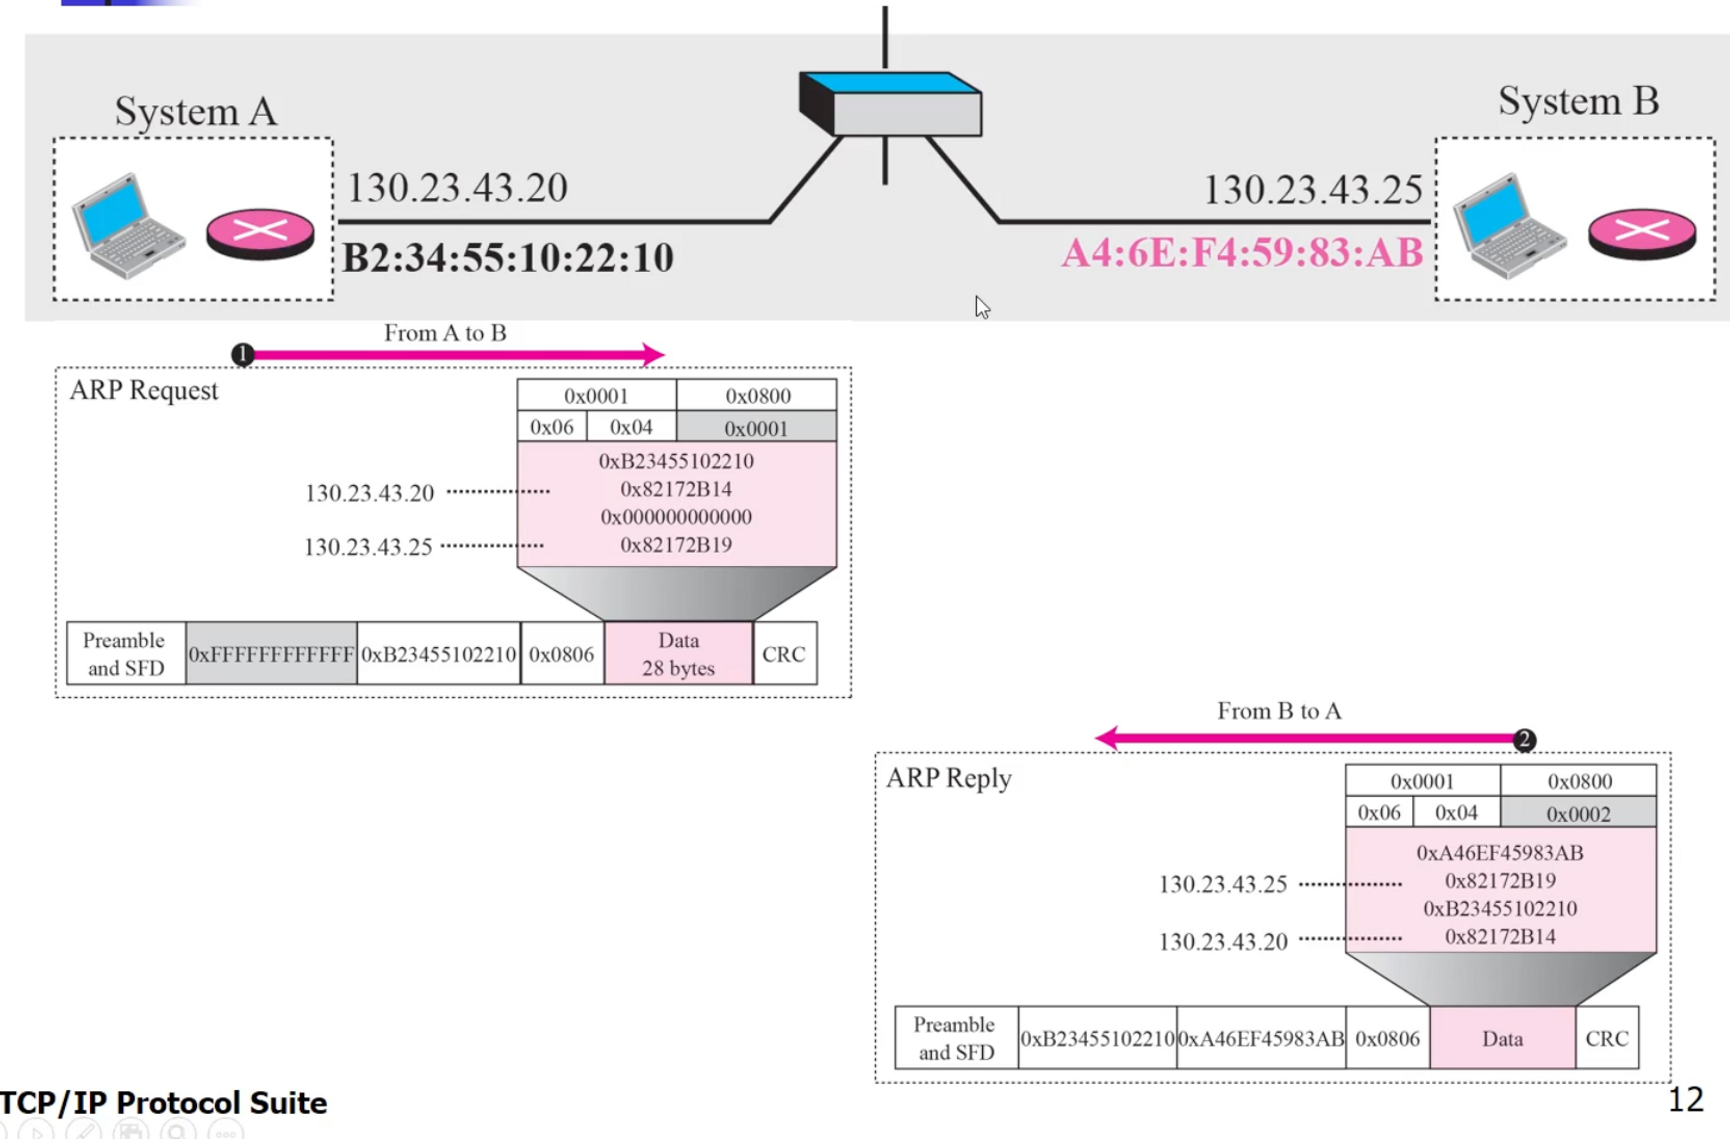 System A
System B
130.23.43.20
130.23.43.25
B2:34:55:10:22:10
A4:6E:F4:59:83:AB
From A to B
1
ARP Request
0x0001 0x0800
0x06 0x04 0x0001
0xB23455102210
130.23.43.20 0x82172B14
0x000000000000
130.23.43.25 0x82172B19
Preamble
and SFD
0xFFFFFFFFFFFF
0xB23455102210
0x0806
Data
28 bytes
CRC
From B to A
2
ARP Reply
0x0001 0x0800
0x06 0x04 0x0002
0xA46EF45983AB
130.23.43.25 0x82172B19
0xB23455102210
130.23.43.20 0x82172B14
Preamble
and SFD
0xB23455102210
0xA46EF45983AB
0x0806
Data
CRC
TCP/IP Protocol Suite
12